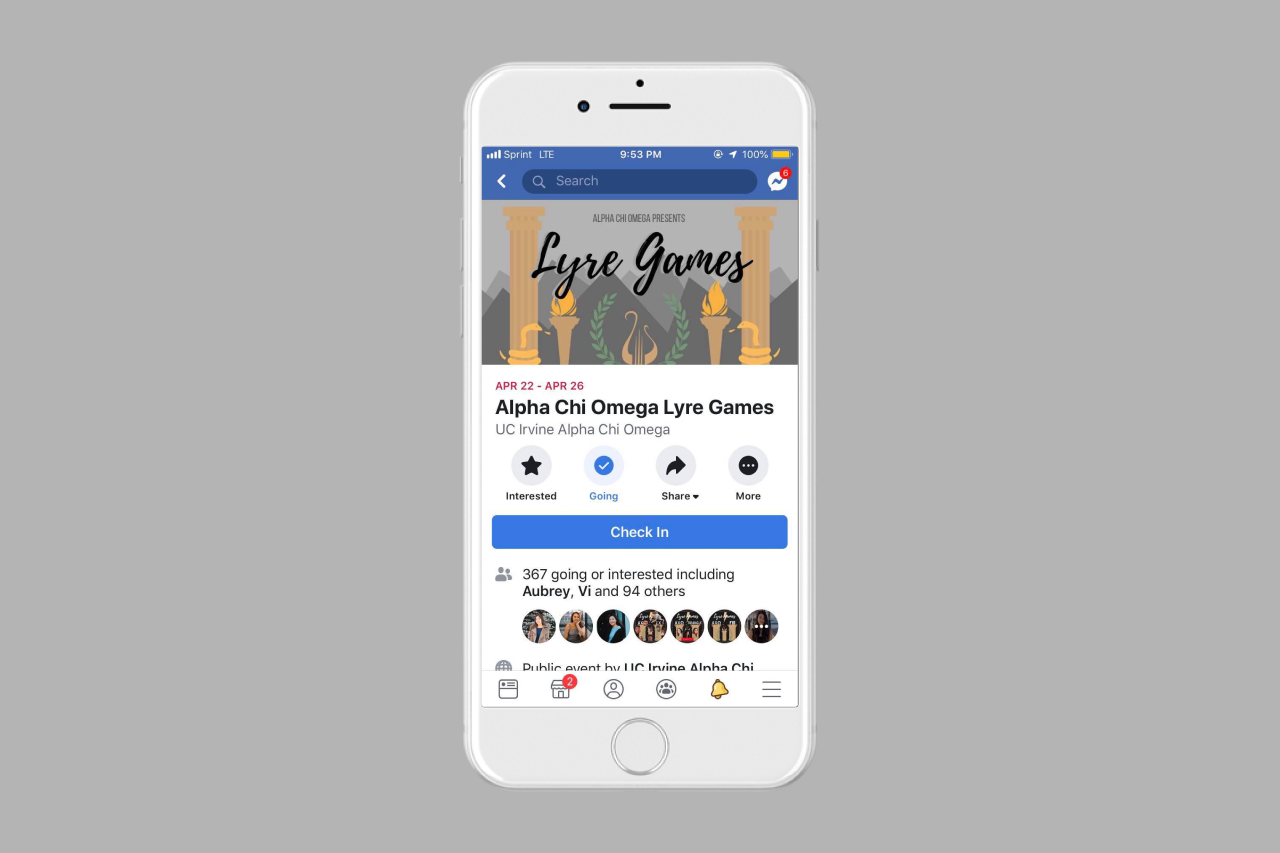 Sprint LTE 9:53 PM 100%
Search 6
ALPHA CHI OMEGA PRESENTS
Lyre Games
APR 22 - APR 26
Alpha Chi Omega Lyre Games
UC Irvine Alpha Chi Omega
Interested Going Share More
Check In
367 going or interested including
Aubrey, Vi and 94 others
Public event by UC Irvine Alpha Chi
2